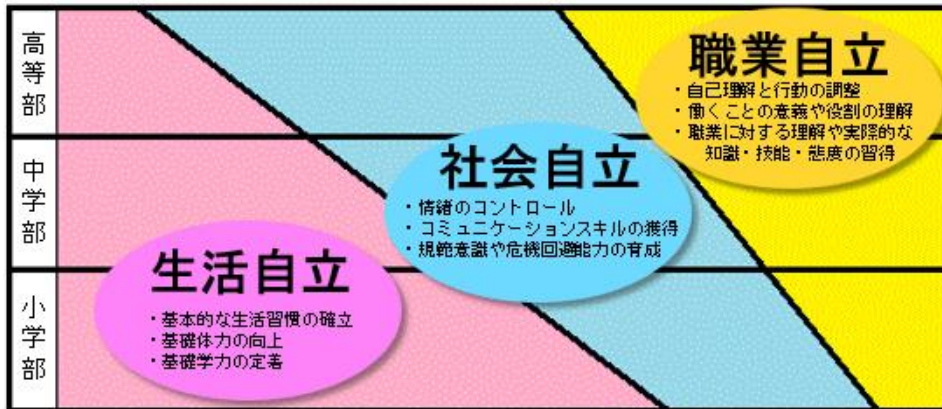 高等部
職業自立
・自己理解と行動の調整
・働くことの意義や役割の理解
・職業に対する理解や実際的な
知識・技能・態度の習得
中学部
社会自立
・情緒のコントロール
・コミュニケーションスキルの獲得
・規範意識や危機回避能力の育成
小学部
生活自立
・基本的な生活習慣の確立
・基礎体力の向上
・基礎学力の定着